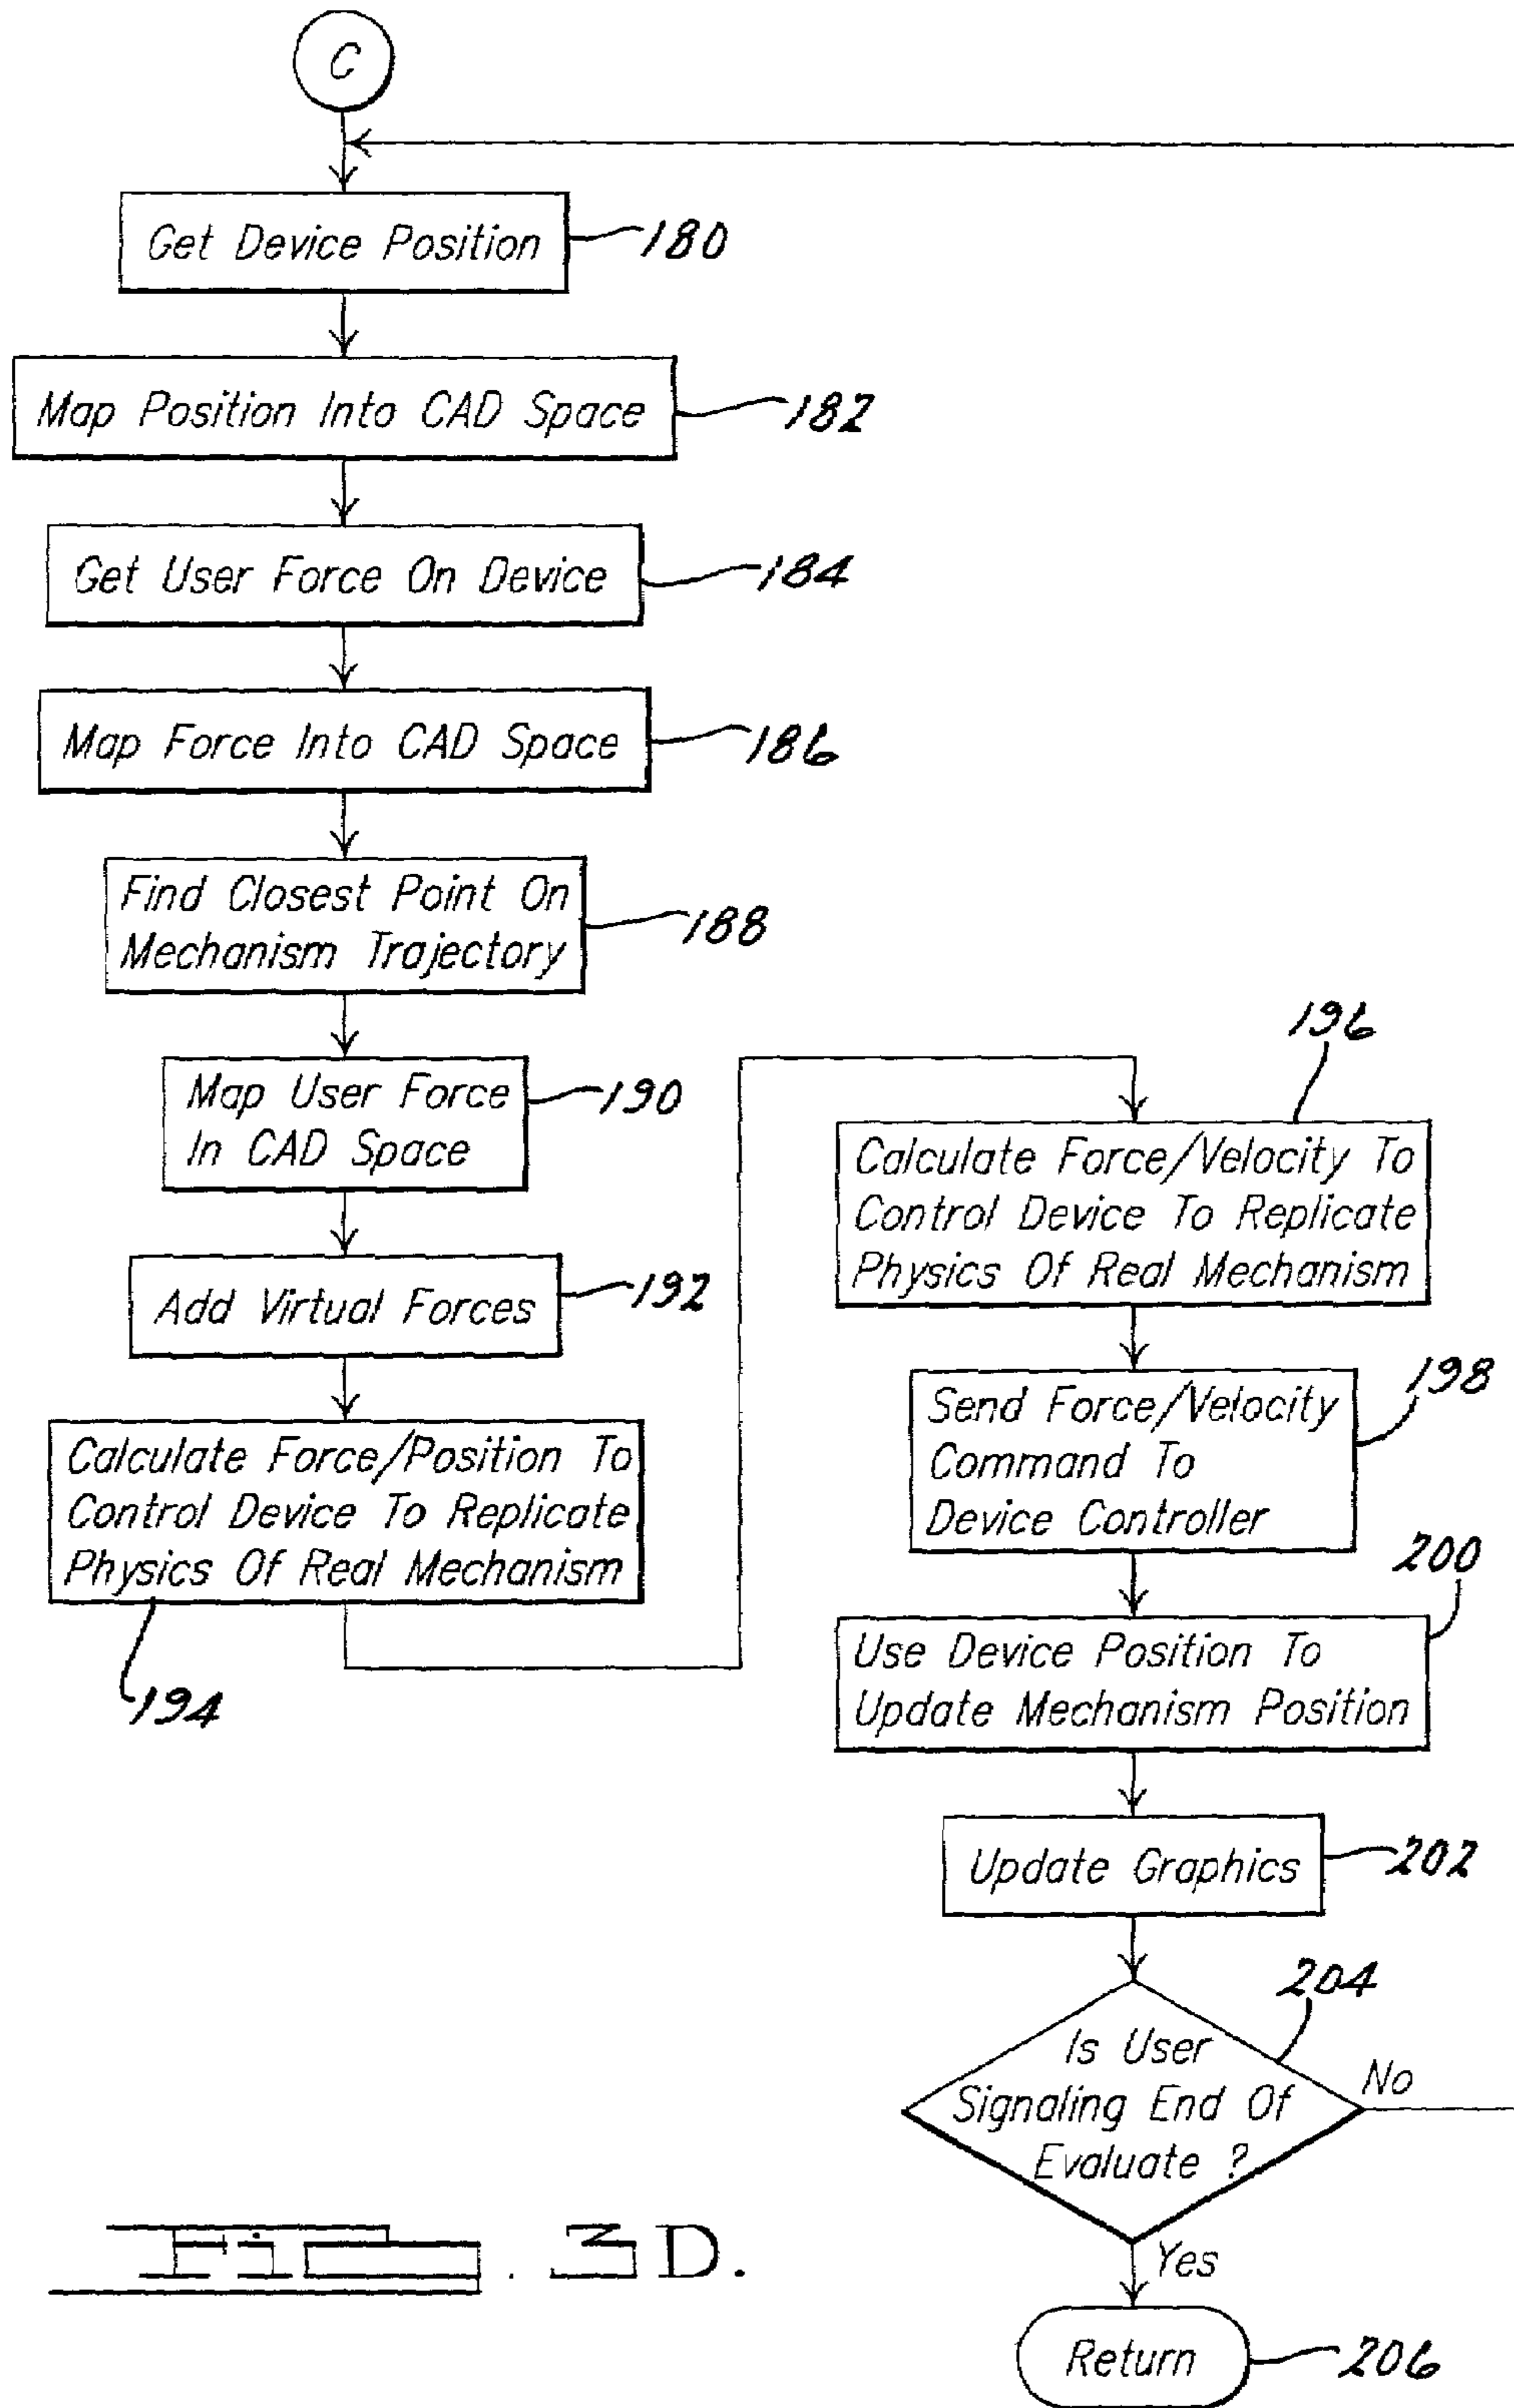 C
Get Device Position
180
Map Position Into CAD Space
182
Get User Force On Device
184
Map Force Into CAD Space
186
Find Closest Point On
Mechanism Trajectory
188
Map User Force
In CAD Space
190
Add Virtual Forces
192
Calculate Force/Position To
Control Device To Replicate
Physics Of Real Mechanism
194
196
Calculate Force/Velocity To
Control Device To Replicate
Physics Of Real Mechanism
Send Force/Velocity
Command To
Device Controller
198
200
Use Device Position To
Update Mechanism Position
Update Graphics
202
204
Is User
Signaling End Of
Evaluate ?
No
Yes
Return
206
Fig. 3D.